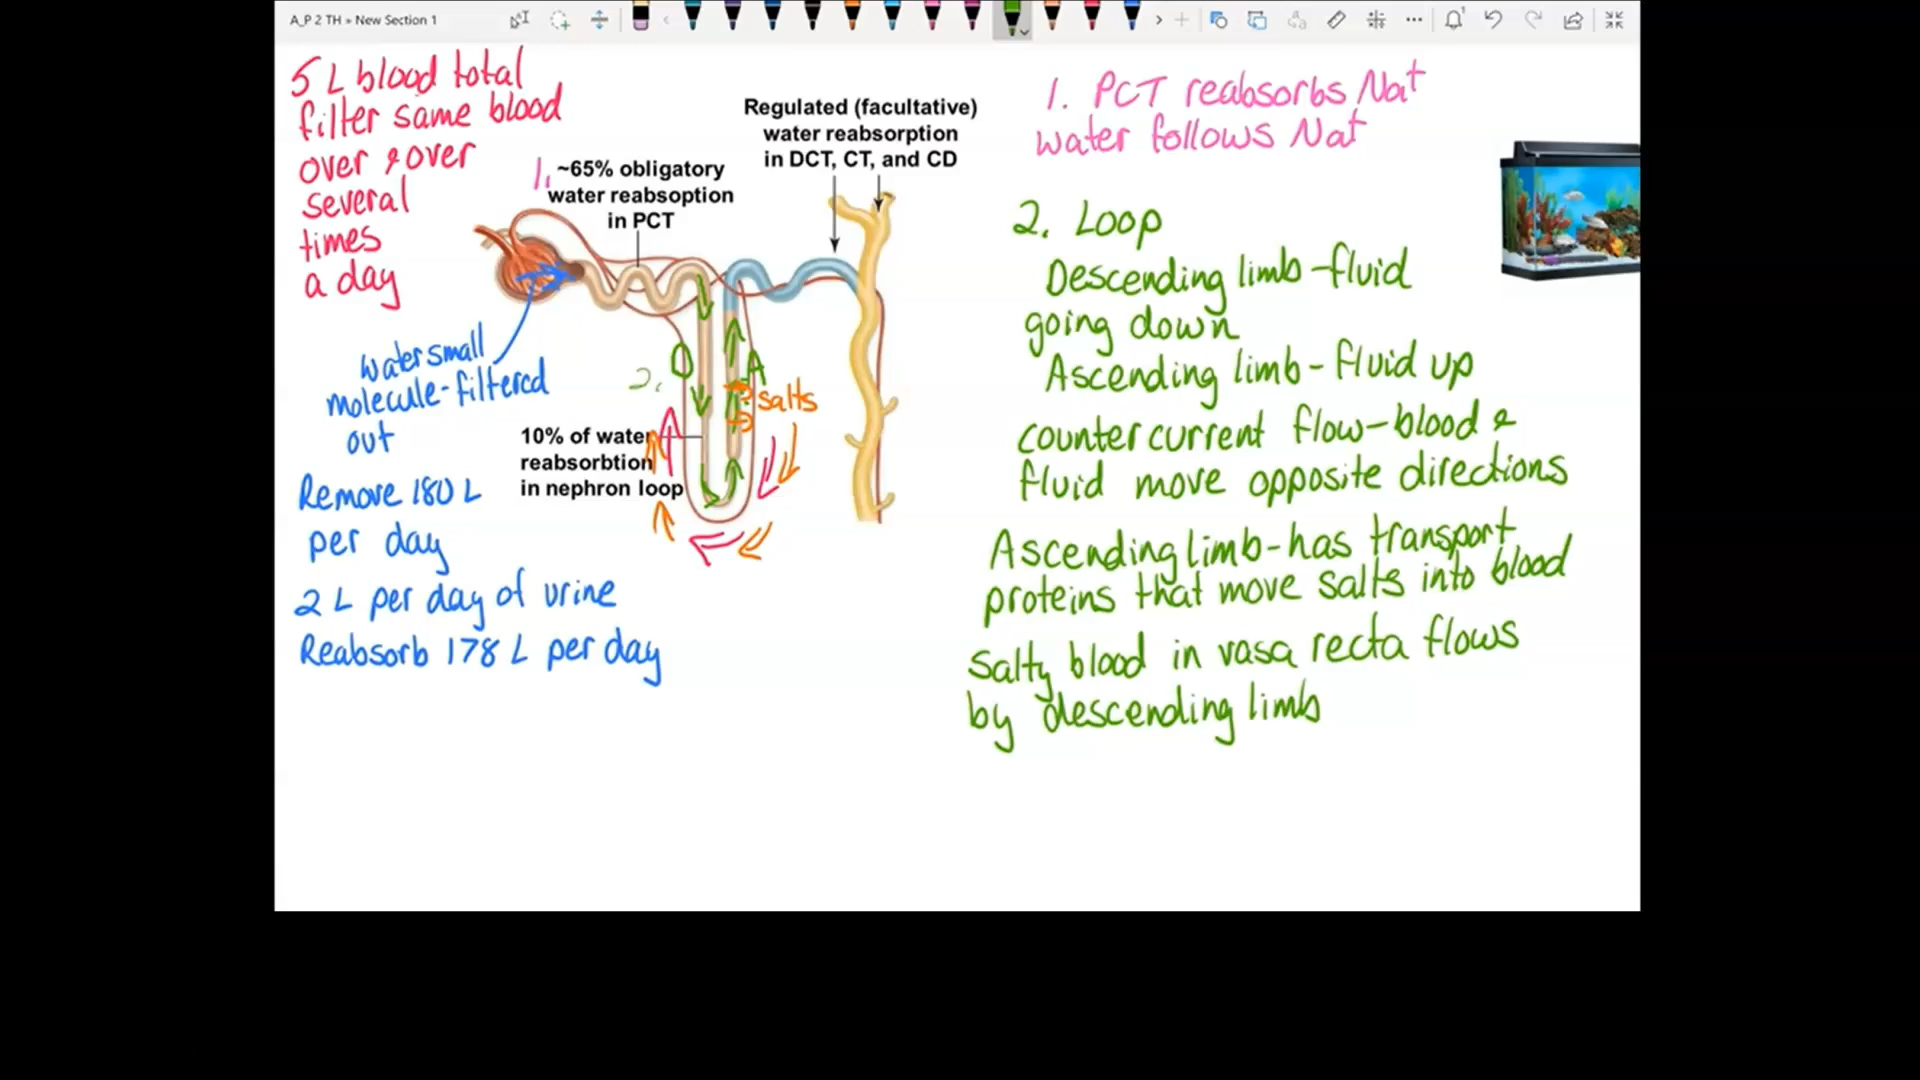 A_P 2 TH » New Section 1
5 L blood total
filter same blood
over & over
several
times
a day
Regulated (facultative)
water reabsorption
in DCT, CT, and CD
1. ~65% obligatory
water reabsoption
in PCT
water small
molecule-filtered
out
2.
D
A
salts
10% of water
reabsorbtion
in nephron loop
Remove 180 L
per day
2 L per day of urine
Reabsorb 178 L per day
1. PCT reabsorbs Na+
water follows Na+
2. Loop
Descending limb-fluid
going down
Ascending limb-fluid up
countercurrent flow-blood &
fluid move opposite directions
Ascending limb-has transport
proteins that move salts into blood
Salty blood in vasa recta flows
by descending limb